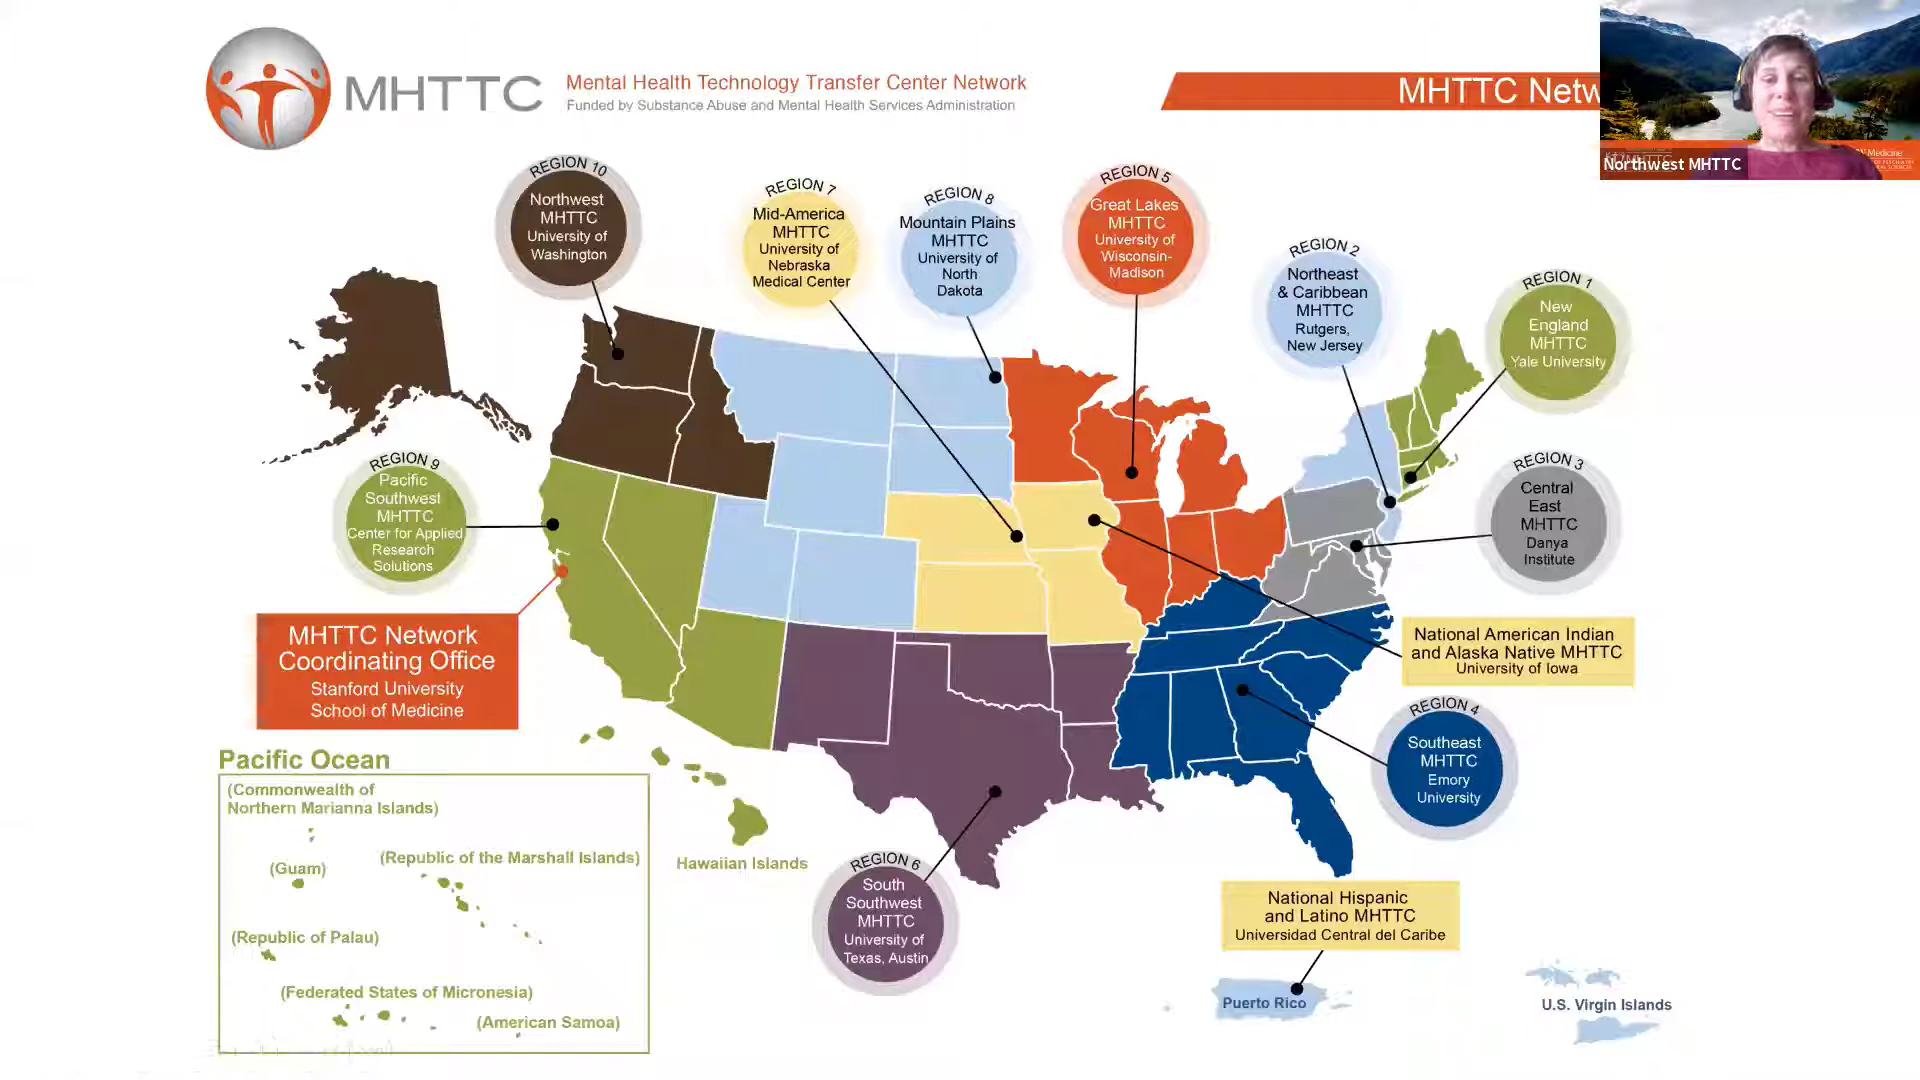 MHTTC
Mental Health Technology Transfer Center Network
Funded by Substance Abuse and Mental Health Services Administration
MHTTC Netw
Medicine
Northwest MHTTC
REGION 10
Northwest
MHTTC
University of
Washington
REGION 7
Mid-America
MHTTC
University of
Nebraska
Medical Center
REGION 8
Mountain Plains
MHTTC
University of
North
Dakota
REGION 5
Great Lakes
MHTTC
University of
Wisconsin-
Madison
REGION 2
Northeast
& Caribbean
MHTTC
Rutgers,
New Jersey
REGION 1
New
England
MHTTC
Yale University
REGION 9
Pacific
Southwest
MHTTC
Center for Applied
Research
Solutions
REGION 3
Central
East
MHTTC
Danya
Institute
MHTTC Network
Coordinating Office
Stanford University
School of Medicine
National American Indian
and Alaska Native MHTTC
University of Iowa
REGION 4
Southeast
MHTTC
Emory
University
Pacific Ocean
(Commonwealth of
Northern Marianna Islands)
(Guam)
(Republic of the Marshall Islands)
(Republic of Palau)
(Federated States of Micronesia)
(American Samoa)
Hawaiian Islands
REGION 6
South
Southwest
MHTTC
University of
Texas, Austin
National Hispanic
and Latino MHTTC
Universidad Central del Caribe
Puerto Rico
U.S. Virgin Islands